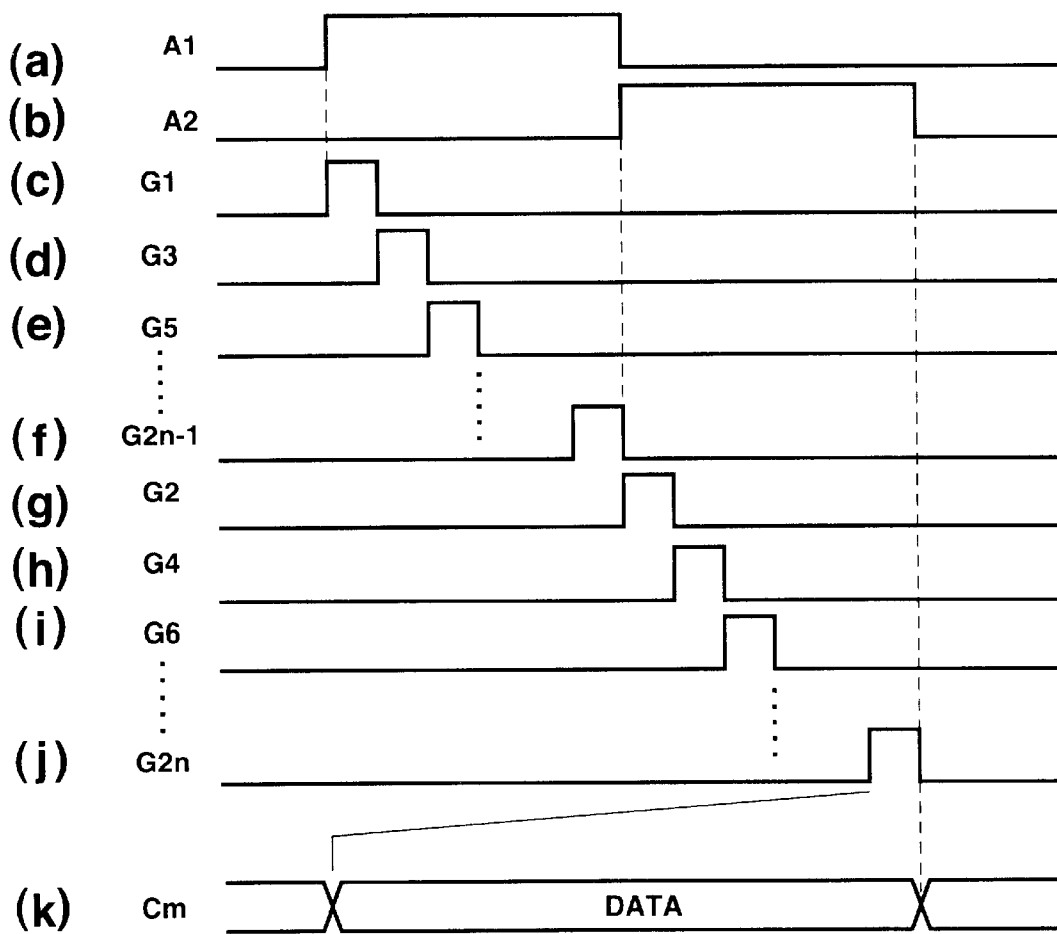 (a) A1
(b) A2
(c) G1
(d) G3
(e) G5
(f) G2n-1
(g) G2
(h) G4
(i) G6
(j) G2n
(k) Cm DATA